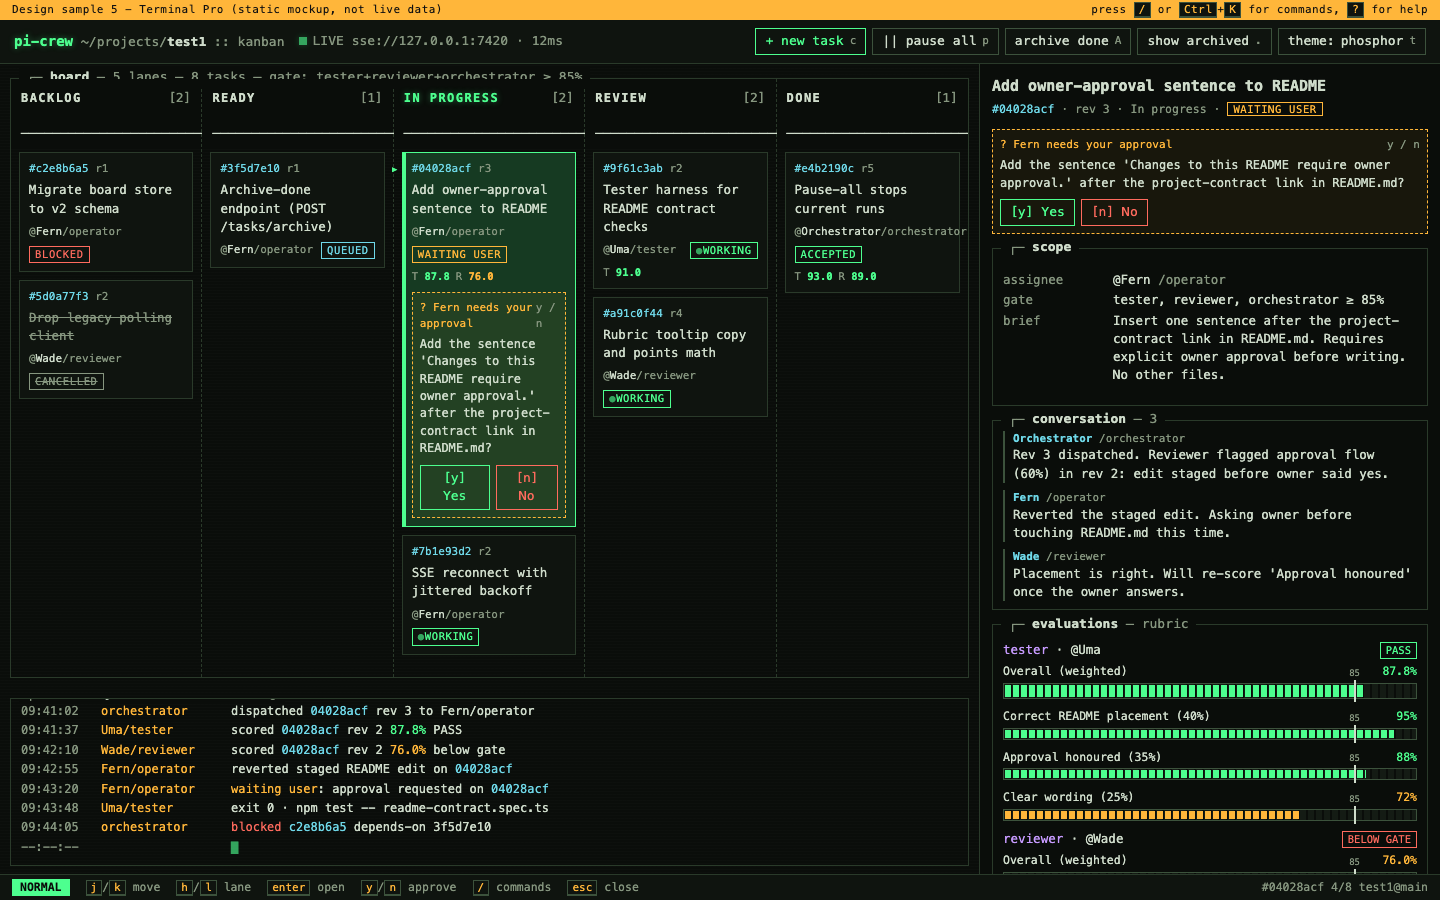 Design sample 5 — Terminal Pro (static mockup, not live data)
press / or Ctrl+K for commands, ? for help
pi-crew ~/projects/test1 :: kanban
LIVE sse://127.0.0.1:7420 · 12ms
+ new task c
|| pause all p
archive done A
show archived .
theme: phosphor t
board — 5 lanes — 8 tasks — gate: tester+reviewer+orchestrator ≥ 85%
BACKLOG [2]
#c2e8b6a5 r1
Migrate board store
to v2 schema
@Fern/operator
BLOCKED
#5d0a77f3 r2
Drop legacy polling
client
@Wade/reviewer
CANCELLED
READY [1]
#3f5d7e10 r1
Archive-done
endpoint (POST
/tasks/archive)
@Fern/operator QUEUED
IN PROGRESS [2]
▸
#04028acf r3
Add owner-approval
sentence to README
@Fern/operator
WAITING USER
T 87.8 R 76.0
? Fern needs your y /
approval n
Add the sentence
'Changes to this
README require
owner approval.'
after the project-
contract link in
README.md?
[y] [n]
Yes No
#7b1e93d2 r2
SSE reconnect with
jittered backoff
@Fern/operator
●WORKING
REVIEW [2]
#9f61c3ab r2
Tester harness for
README contract
checks
@Uma/tester ●WORKING
T 91.0
#a91c0f44 r4
Rubric tooltip copy
and points math
@Wade/reviewer
●WORKING
DONE [1]
#e4b2190c r5
Pause-all stops
current runs
@Orchestrator/orchestrator
ACCEPTED
T 93.0 R 89.0
09:41:02 orchestrator dispatched 04028acf rev 3 to Fern/operator
09:41:37 Uma/tester scored 04028acf rev 2 87.8% PASS
09:42:10 Wade/reviewer scored 04028acf rev 2 76.0% below gate
09:42:55 Fern/operator reverted staged README edit on 04028acf
09:43:20 Fern/operator waiting user: approval requested on 04028acf
09:43:48 Uma/tester exit 0 · npm test -- readme-contract.spec.ts
09:44:05 orchestrator blocked c2e8b6a5 depends-on 3f5d7e10
--:--:--
Add owner-approval sentence to README
#04028acf · rev 3 · In progress · WAITING USER
? Fern needs your approval y / n
Add the sentence 'Changes to this README require owner
approval.' after the project-contract link in README.md?
[y] Yes [n] No
scope
assignee @Fern /operator
gate tester, reviewer, orchestrator ≥ 85%
brief Insert one sentence after the project-
contract link in README.md. Requires
explicit owner approval before writing.
No other files.
conversation — 3
Orchestrator /orchestrator
Rev 3 dispatched. Reviewer flagged approval flow
(60%) in rev 2: edit staged before owner said yes.
Fern /operator
Reverted the staged edit. Asking owner before
touching README.md this time.
Wade /reviewer
Placement is right. Will re-score 'Approval honoured'
once the owner answers.
evaluations — rubric
tester · @Uma PASS
Overall (weighted) 85 87.8%
Correct README placement (40%) 85 95%
Approval honoured (35%) 85 88%
Clear wording (25%) 85 72%
reviewer · @Wade BELOW GATE
Overall (weighted) 85 76.0%
NORMAL j/k move h/l lane enter open y/n approve / commands esc close
#04028acf 4/8 test1@main